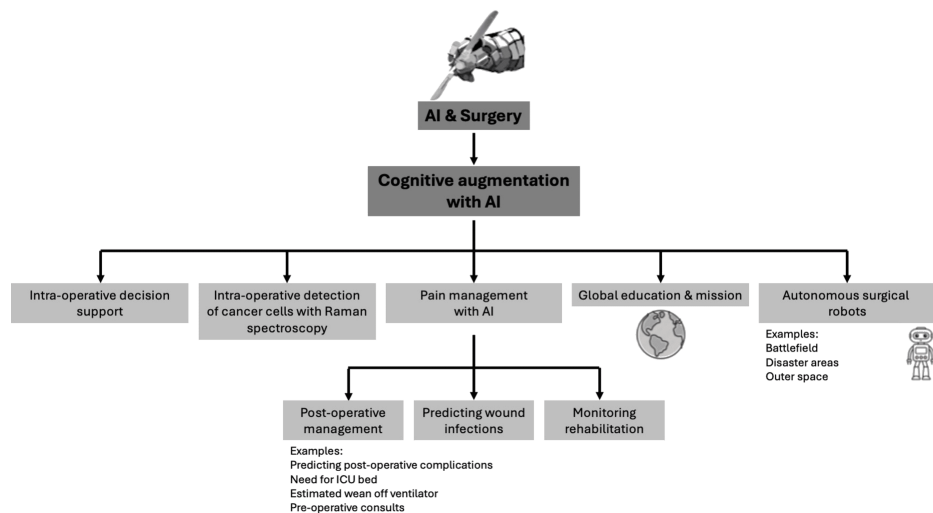 AI & Surgery
Cognitive augmentation
with AI
Intra-operative decision
support
Intra-operative detection
of cancer cells with Raman
spectroscopy
Pain management
with AI
Global education & mission
Autonomous surgical
robots
Examples:
Battlefield
Disaster areas
Outer space
Post-operative
management
Predicting wound
infections
Monitoring
rehabilitation
Examples:
Predicting post-operative complications
Need for ICU bed
Estimated wean off ventilator
Pre-operative consults